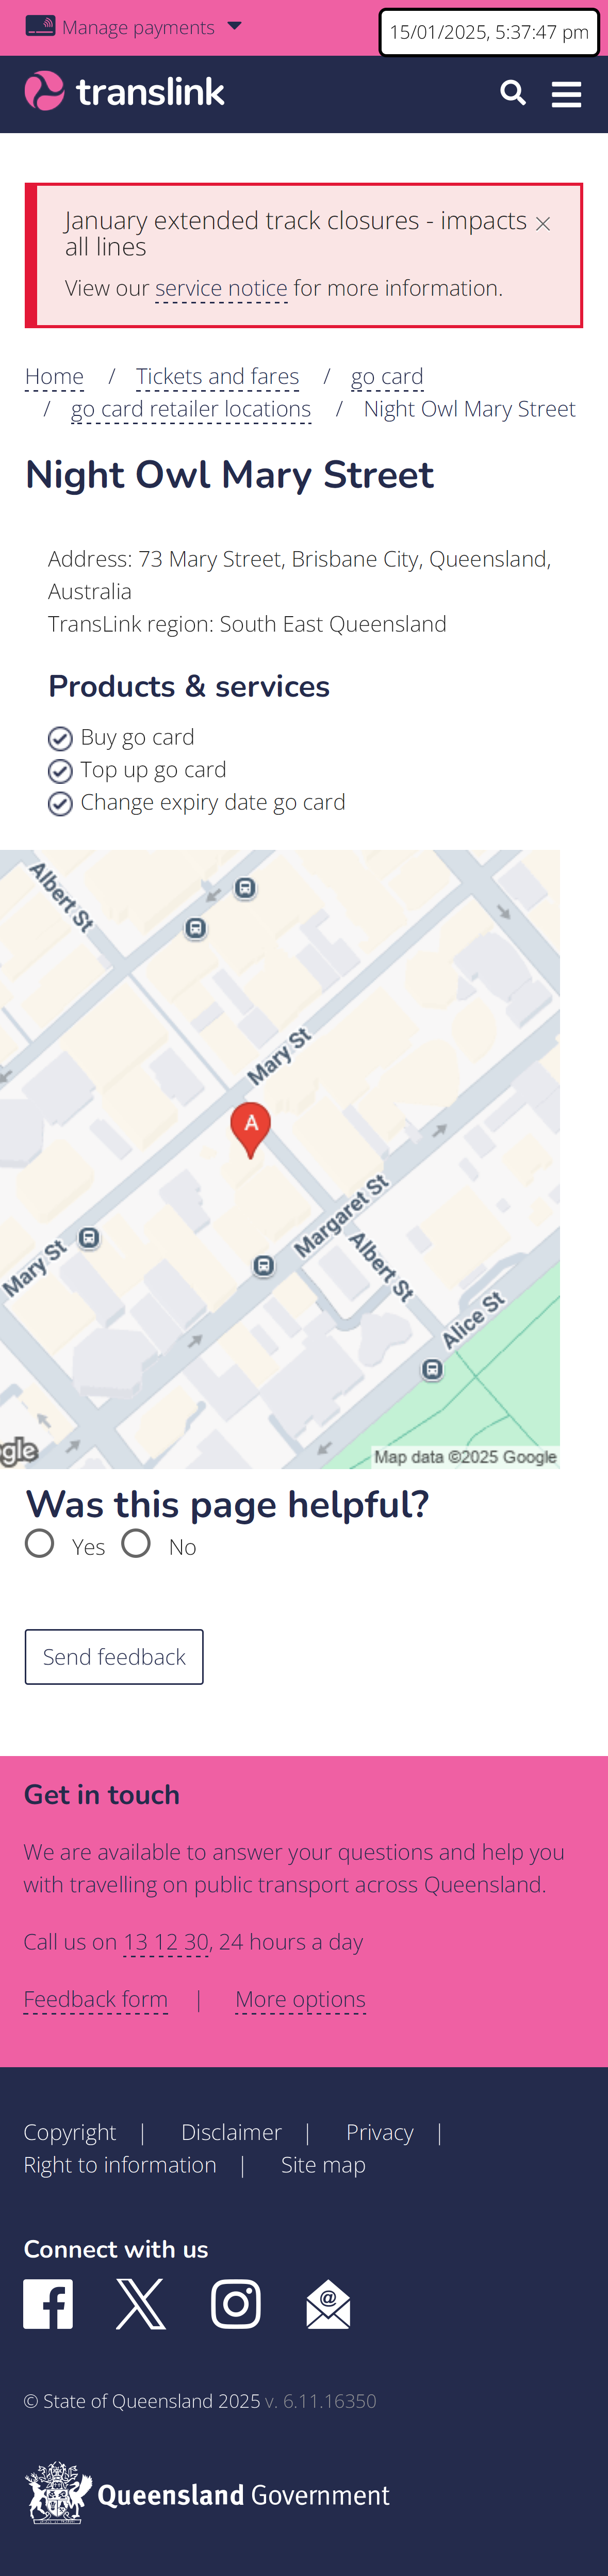 Manage payments
15/01/2025, 5:37:47 pm
translink
January extended track closures - impacts
all lines
View our service notice for more information.
Home / Tickets and fares / go card
/ go card retailer locations / Night Owl Mary Street
Night Owl Mary Street
Address: 73 Mary Street, Brisbane City, Queensland,
Australia
TransLink region: South East Queensland
Products & services
Buy go card
Top up go card
Change expiry date go card
Albert St
Mary St
A
Margaret St
Albert St
Mary St
Alice St
gle
Map data ©2025 Google
Was this page helpful?
Yes No
Send feedback
Get in touch
We are available to answer your questions and help you
with travelling on public transport across Queensland.
Call us on 13 12 30, 24 hours a day
Feedback form | More options
Copyright | Disclaimer | Privacy |
Right to information | Site map
Connect with us
@
© State of Queensland 2025 v. 6.11.16350
Queensland Government